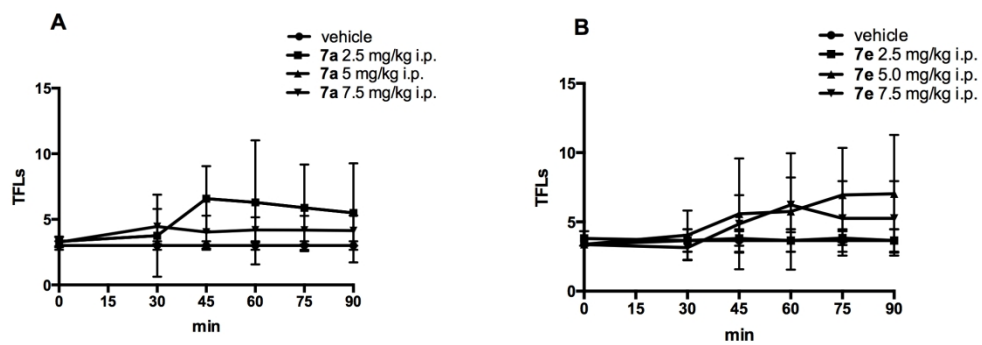 A
vehicle
7a 2.5 mg/kg i.p.
7a 5 mg/kg i.p.
7a 7.5 mg/kg i.p.
15
10
5
0
TFLs
0 15 30 45 60 75 90
min
B
vehicle
7e 2.5 mg/kg i.p.
7e 5.0 mg/kg i.p.
7e 7.5 mg/kg i.p.
15
10
5
0
TFLs
0 15 30 45 60 75 90
min